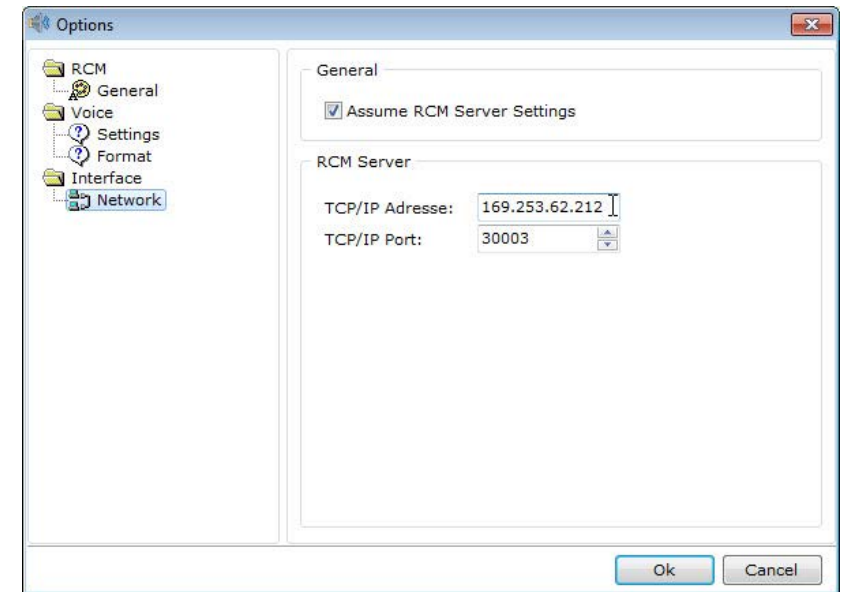 Options
RCM
General
Voice
Settings
Format
Interface
Network
General
Assume RCM Server Settings
RCM Server
TCP/IP Adresse: 169.253.62.212
TCP/IP Port: 30003
Ok Cancel